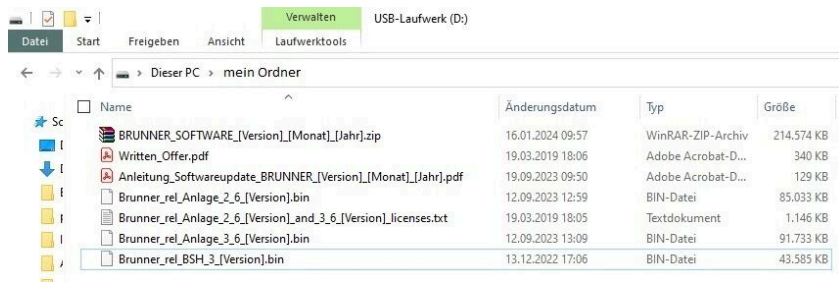 Verwalten USB-Laufwerk (D:)
Datei Start Freigeben Ansicht Laufwerktools
Dieser PC mein Ordner
Name Änderungsdatum Typ Größe
BRUNNER_SOFTWARE_[Version]_[Monat]_[Jahr].zip 16.01.2024 09:57 WinRAR-ZIP-Archiv 214.574 KB
Written_Offer.pdf 19.03.2019 18:06 Adobe Acrobat-D... 340 KB
Anleitung_Softwareupdate_BRUNNER_[Version]_[Monat]_[Jahr].pdf 19.09.2023 09:50 Adobe Acrobat-D... 129 KB
Brunner_rel_Anlage_2_6_[Version].bin 12.09.2023 12:59 BIN-Datei 85.033 KB
Brunner_rel_Anlage_2_6_[Version]_and_3_6_[Version]_licenses.txt 19.03.2019 18:05 Textdokument 1.146 KB
Brunner_rel_Anlage_3_6_[Version].bin 12.09.2023 13:09 BIN-Datei 91.733 KB
Brunner_rel_BSH_3_[Version].bin 13.12.2022 17:06 BIN-Datei 43.585 KB